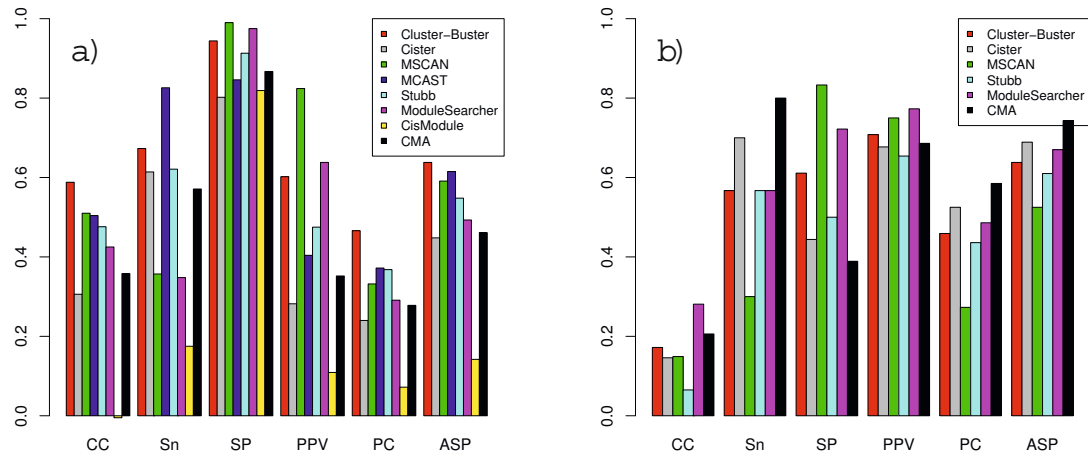 a)
Cluster-Buster
Cister
MSCAN
MCAST
Stubb
ModuleSearcher
CisModule
CMA
1.0
0.8
0.6
0.4
0.2
0.0
CC Sn SP PPV PC ASP
b)
Cluster-Buster
Cister
MSCAN
Stubb
ModuleSearcher
CMA
1.0
0.8
0.6
0.4
0.2
0.0
CC Sn SP PPV PC ASP